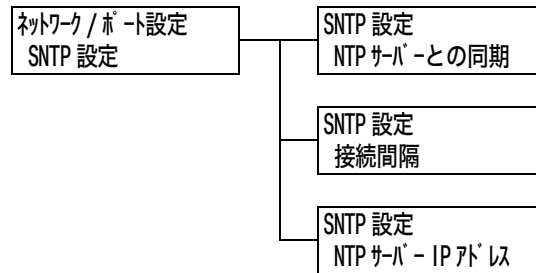 ﾈｯﾄﾜｰｸ / ﾎﾟｰﾄ設定
SNTP 設定
SNTP 設定
NTP ｻｰﾊﾞｰとの同期
SNTP 設定
接続間隔
SNTP 設定
NTP ｻｰﾊﾞｰ IP ｱﾄﾞﾚｽ